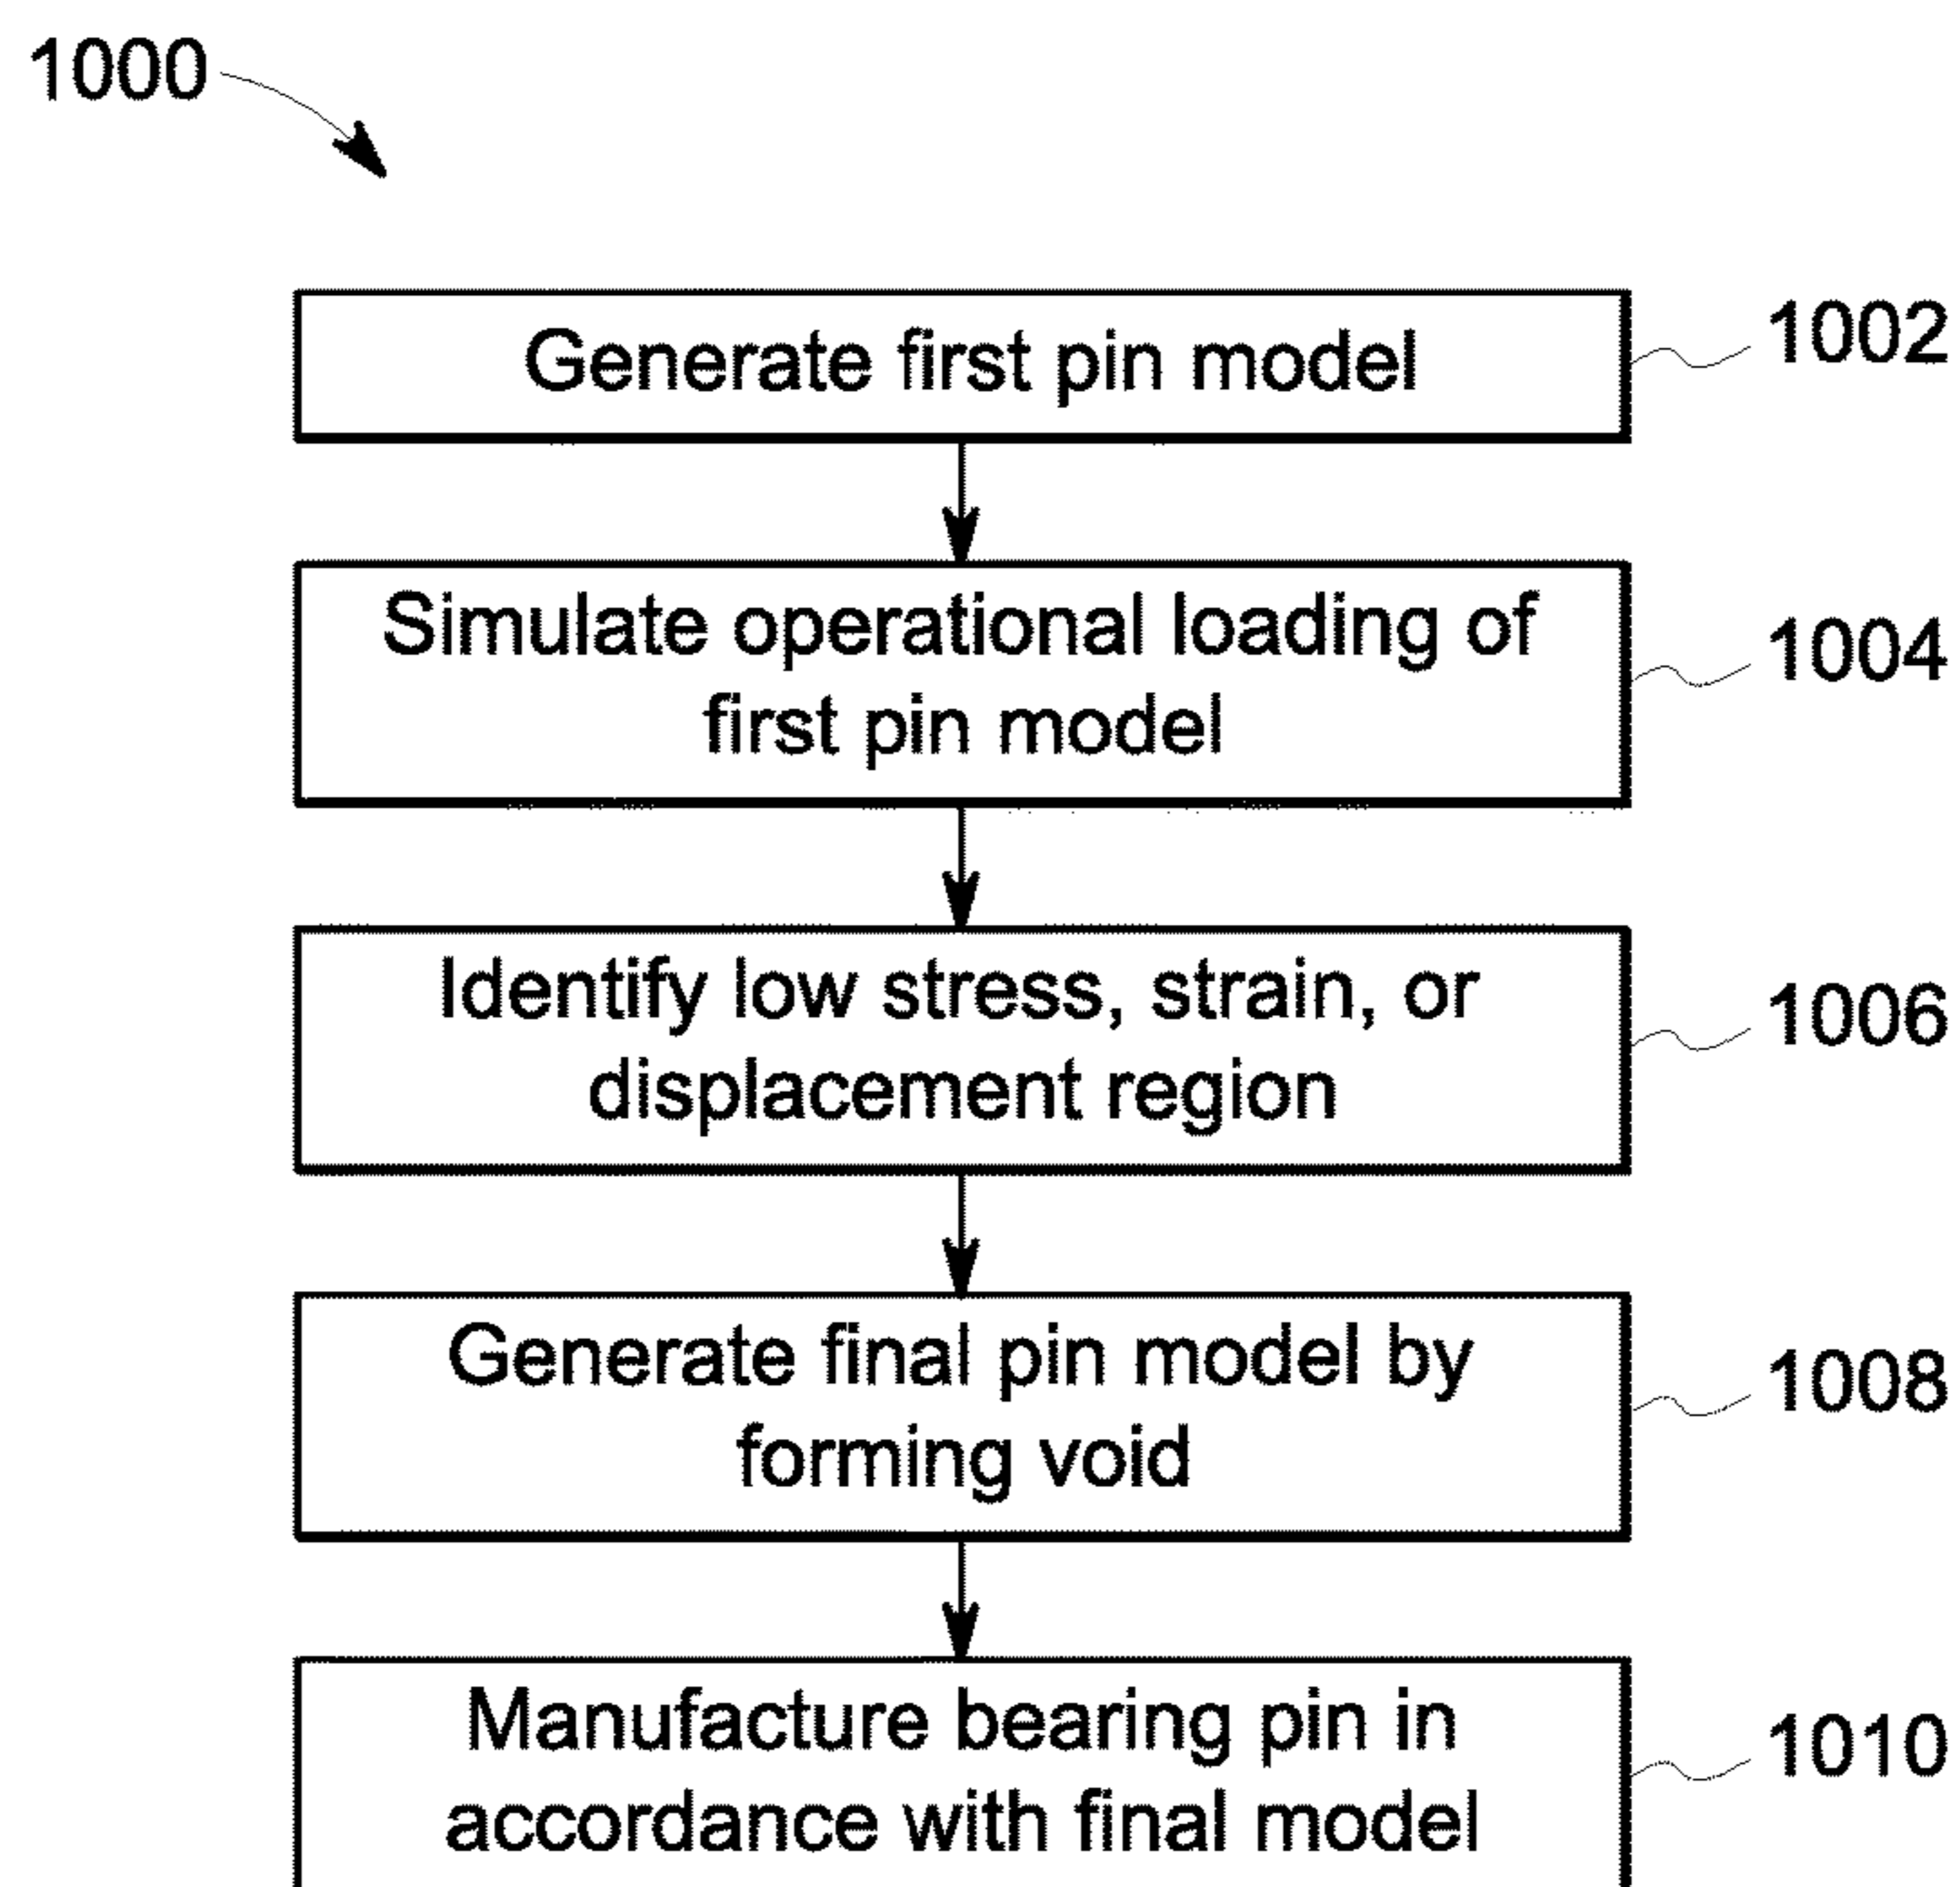 1000
Generate first pin model
1002
Simulate operational loading of
first pin model
1004
Identify low stress, strain, or
displacement region
1006
Generate final pin model by
forming void
1008
Manufacture bearing pin in
accordance with final model
1010